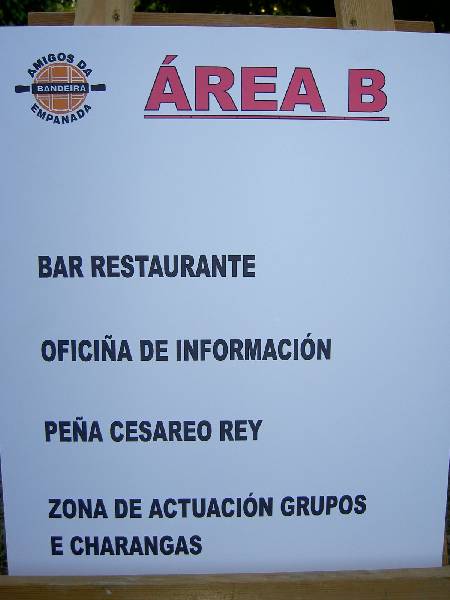 AMIGOS DA
BANDEIRA
EMPANADA
ÁREA B
BAR RESTAURANTE
OFICIÑA DE INFORMACIÓN
PEÑA CESAREO REY
ZONA DE ACTUACIÓN GRUPOS
E CHARANGAS